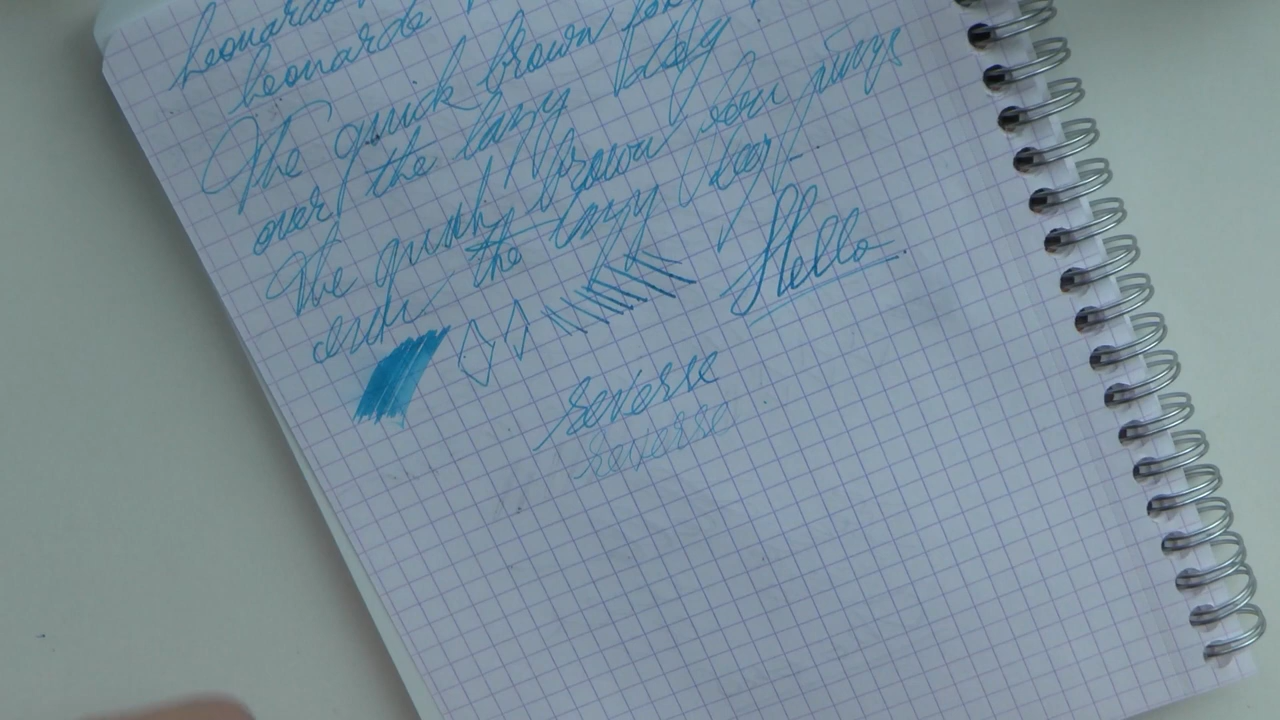 Leonardo
Leonardo
The quick brown fox
over the lazy dog
The quick brown fox jumps
over the lazy dog.
Hello
reverse
reverse